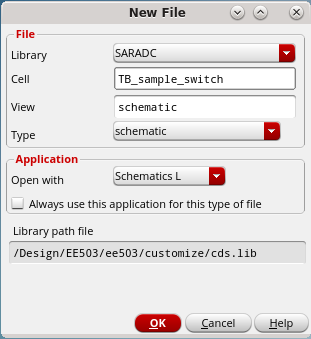 New File
File
Library SARADC
Cell TB_sample_switch
View schematic
Type schematic
Application
Open with Schematics L
Always use this application for this type of file
Library path file
/Design/EE503/ee503/customize/cds.lib
OK Cancel Help